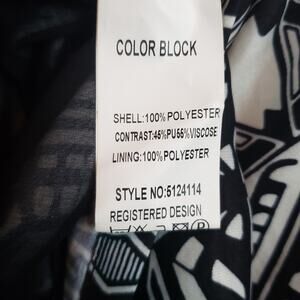 COLOR BLOCK
SHELL:100%POLYESTER
CONTRAST:45%PU55%VISCOSE
LINING:100%POLYESTER
STYLE NO:5124114
REGISTERED DESIGN